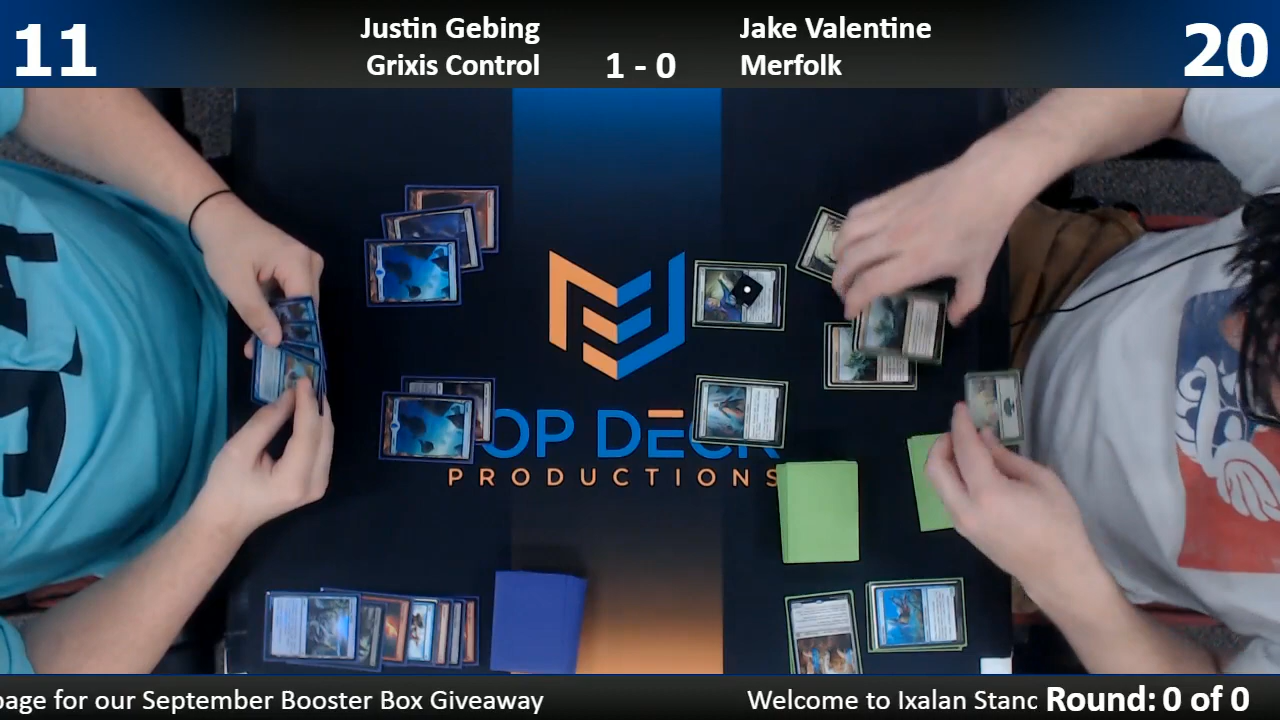 11
Justin Gebing
Grixis Control
1 - 0
Jake Valentine
Merfolk
20
OP DECK
PRODUCTIONS
page for our September Booster Box Giveaway
Welcome to Ixalan Stanc
Round: 0 of 0